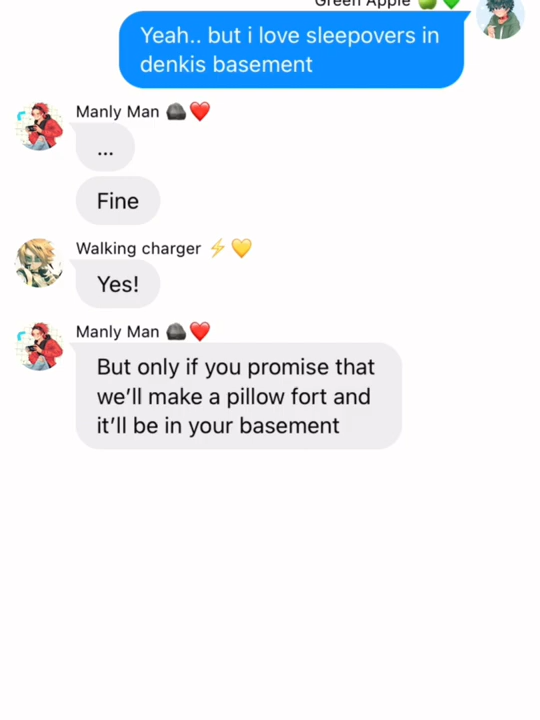 Green Apple 🍏💚
Yeah.. but i love sleepovers in
denkis basement
Manly Man 🪨❤️
...
Fine
Walking charger ⚡💛
Yes!
Manly Man 🪨❤️
But only if you promise that
we'll make a pillow fort and
it'll be in your basement